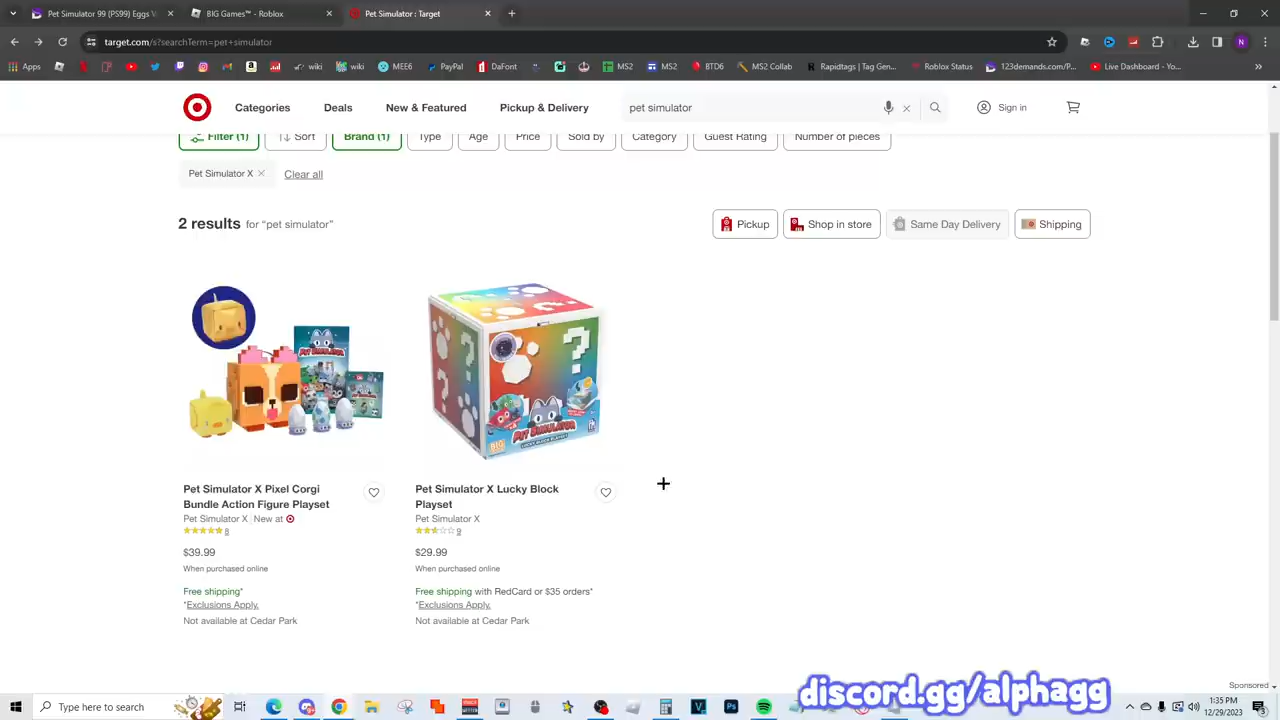 Pet Simulator 99 (PS99) Eggs V
BIG Games™ - Roblox
Pet Simulator : Target
target.com/s?searchTerm=pet+simulator
Apps
wiki
wiki
MEE6
PayPal
DaFont
MS2
MS2
BTD6
MS2 Collab
Rapidtags | Tag Gen...
Roblox Status
123demands.com/P...
Live Dashboard - Yo...
Categories
Deals
New & Featured
Pickup & Delivery
pet simulator
Sign in
Filter (1)
Sort
Brand (1)
Type
Age
Price
Sold by
Category
Guest Rating
Number of pieces
Pet Simulator X
Clear all
2 results for “pet simulator”
Pickup
Shop in store
Same Day Delivery
Shipping
PET SIMULATOR
PET SIMULATOR
BIG
Pet Simulator X Pixel Corgi
Bundle Action Figure Playset
Pet Simulator X | New at
8
$39.99
When purchased online
Free shipping*
*Exclusions Apply.
Not available at Cedar Park
Pet Simulator X Lucky Block
Playset
Pet Simulator X
9
$29.99
When purchased online
Free shipping with RedCard or $35 orders*
*Exclusions Apply.
Not available at Cedar Park
Sponsored
discord.gg/alphagg
Type here to search
1:35 PM
12/29/2023